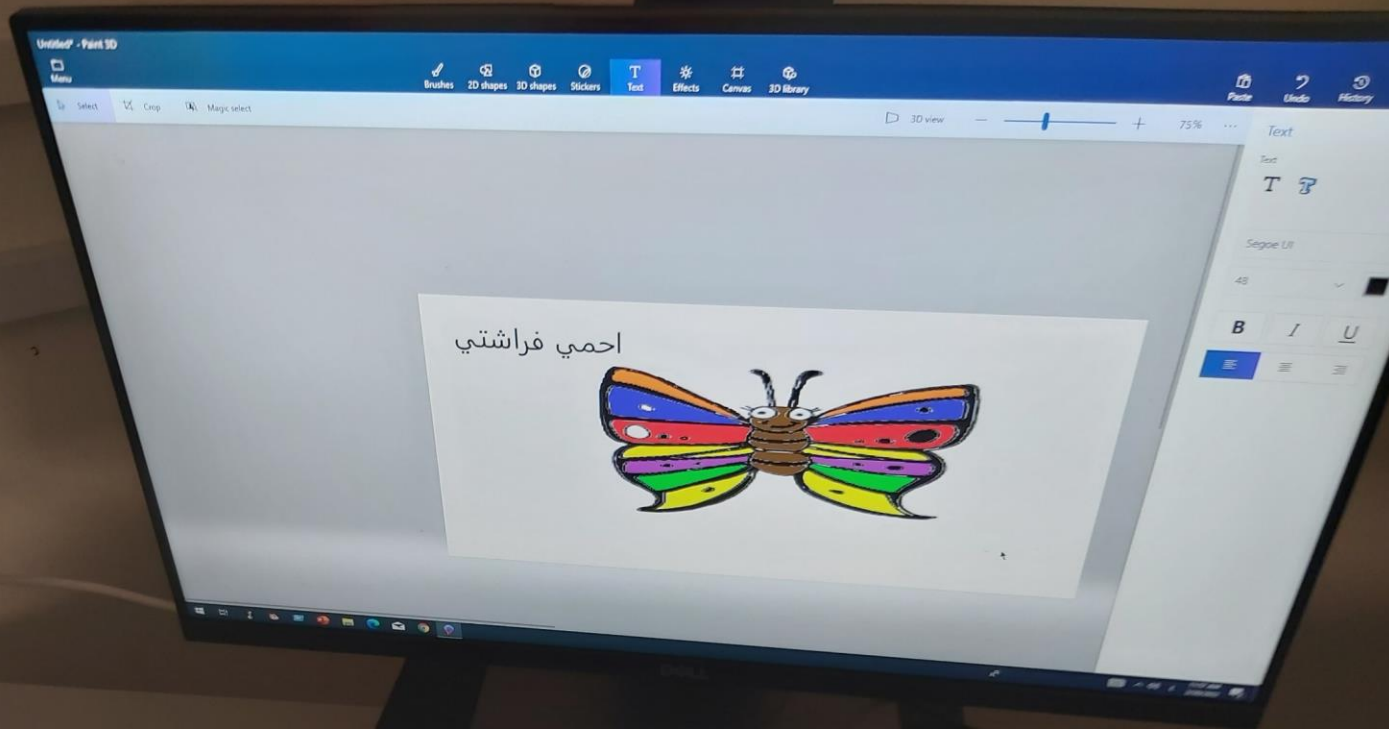 Untitled* - Paint 3D
Menu
Brushes
2D shapes
3D shapes
Stickers
Text
Effects
Canvas
3D library
Paste
Undo
History
Select
Crop
Magic select
3D view
75%
Text
Text
Segoe UI
48
B I U
احمي فراشتي
DELL